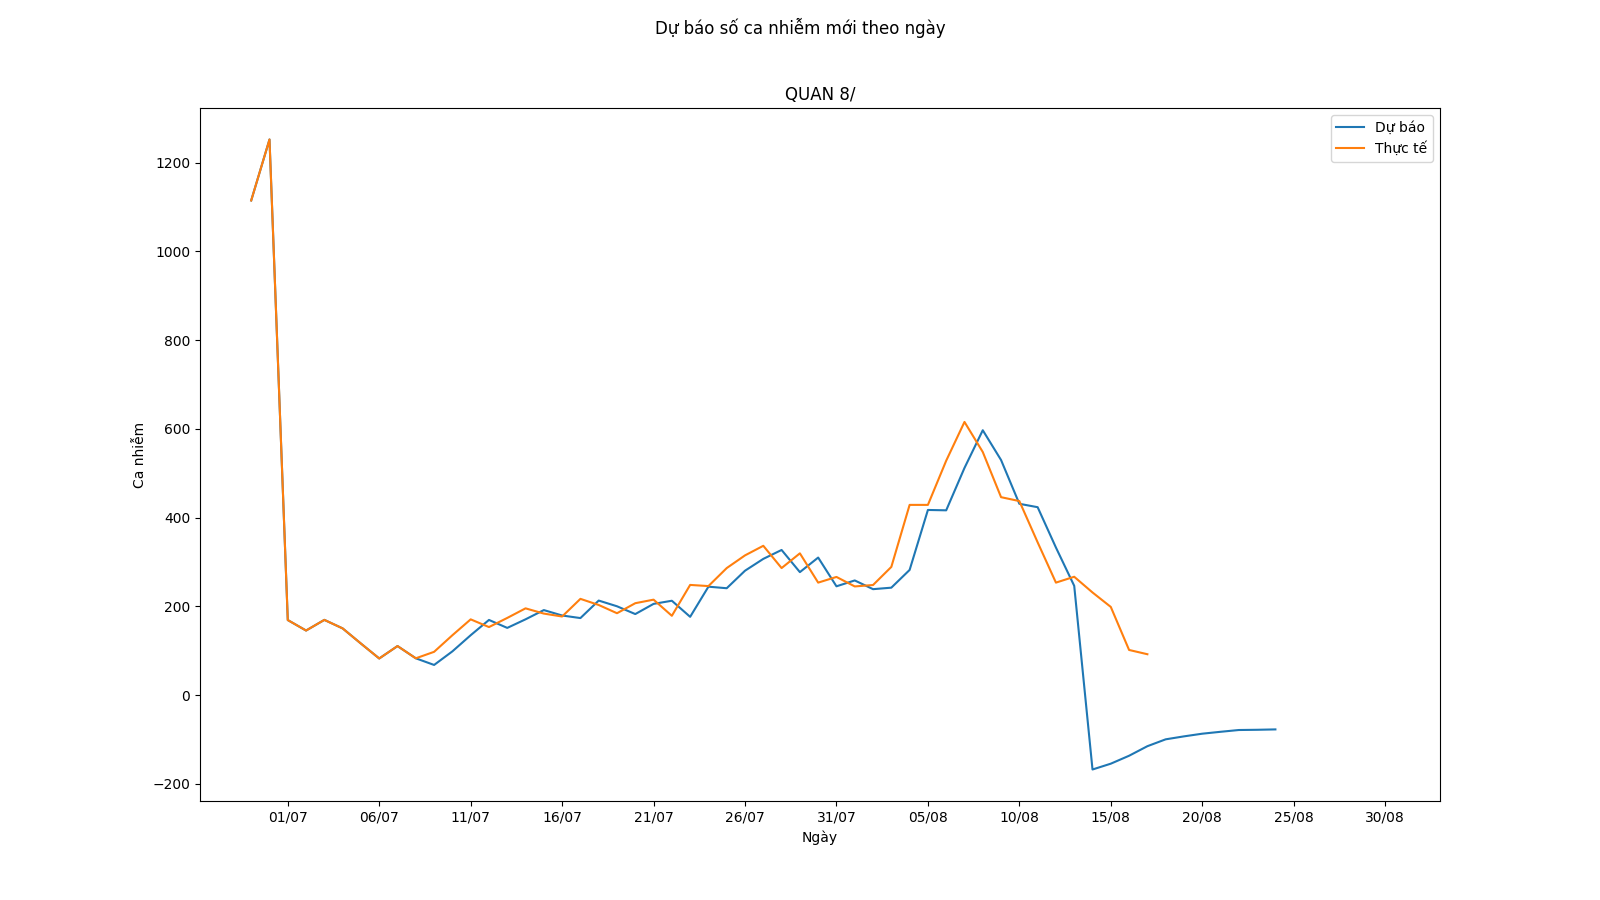 Dự báo số ca nhiễm mới theo ngày
QUAN 8/
Dự báo
Thực tế
1200
1000
800
600
400
200
0
−200
Ca nhiễm
01/07 06/07 11/07 16/07 21/07 26/07 31/07 05/08 10/08 15/08 20/08 25/08 30/08
Ngày